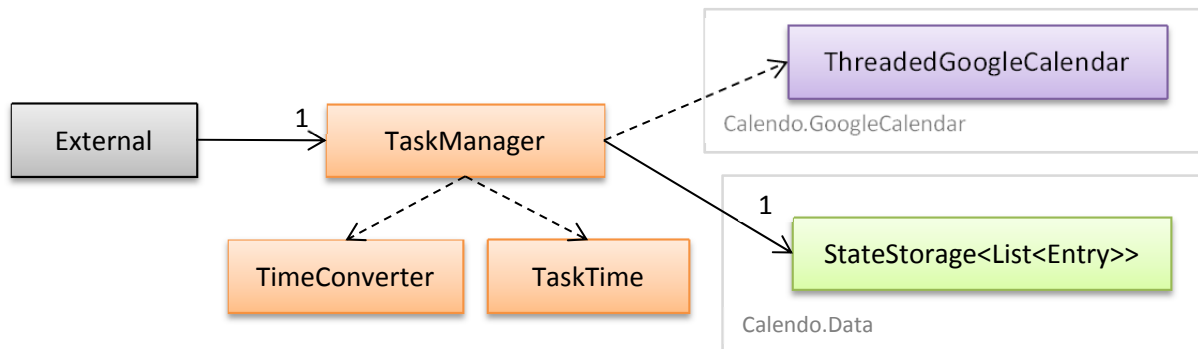 ThreadedGoogleCalendar
Calendo.GoogleCalendar
External
1
TaskManager
1
TimeConverter
TaskTime
StateStorage<List<Entry>>
Calendo.Data